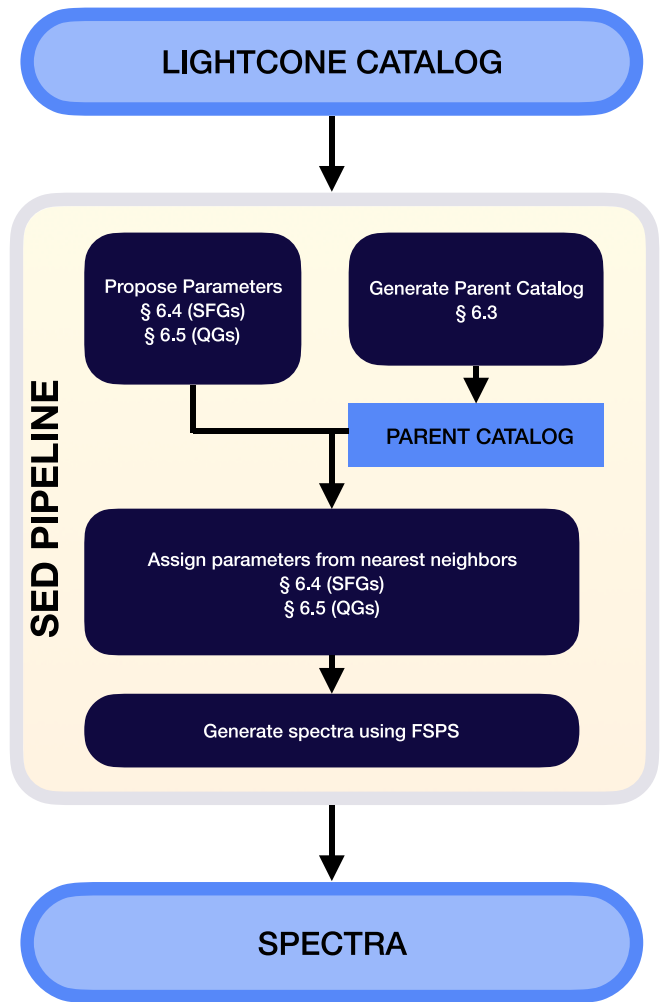 LIGHTCONE CATALOG
SED PIPELINE
Propose Parameters
§ 6.4 (SFGs)
§ 6.5 (QGs)
Generate Parent Catalog
§ 6.3
PARENT CATALOG
Assign parameters from nearest neighbors
§ 6.4 (SFGs)
§ 6.5 (QGs)
Generate spectra using FSPS
SPECTRA